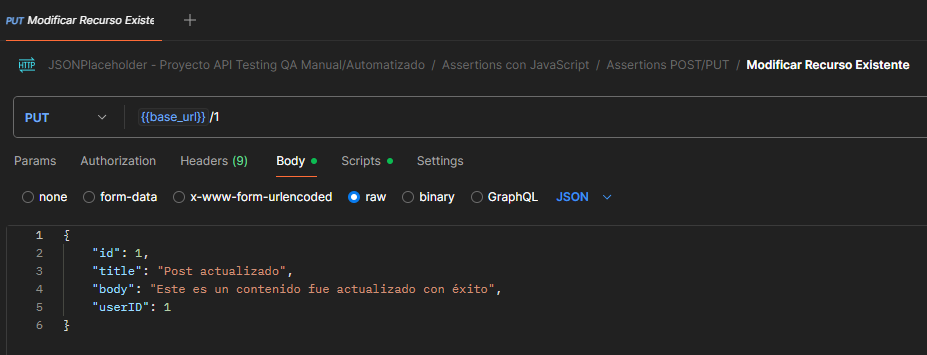 PUT Modificar Recurso Existe
HTTP JSONPlaceholder - Proyecto API Testing QA Manual/Automatizado / Assertions con JavaScript / Assertions POST/PUT / Modificar Recurso Existente
PUT {{base_url}} /1
Params Authorization Headers (9) Body Scripts Settings
none form-data x-www-form-urlencoded raw binary GraphQL JSON
1 {
2 "id": 1,
3 "title": "Post actualizado",
4 "body": "Este es un contenido fue actualizado con éxito",
5 "userID": 1
6 }